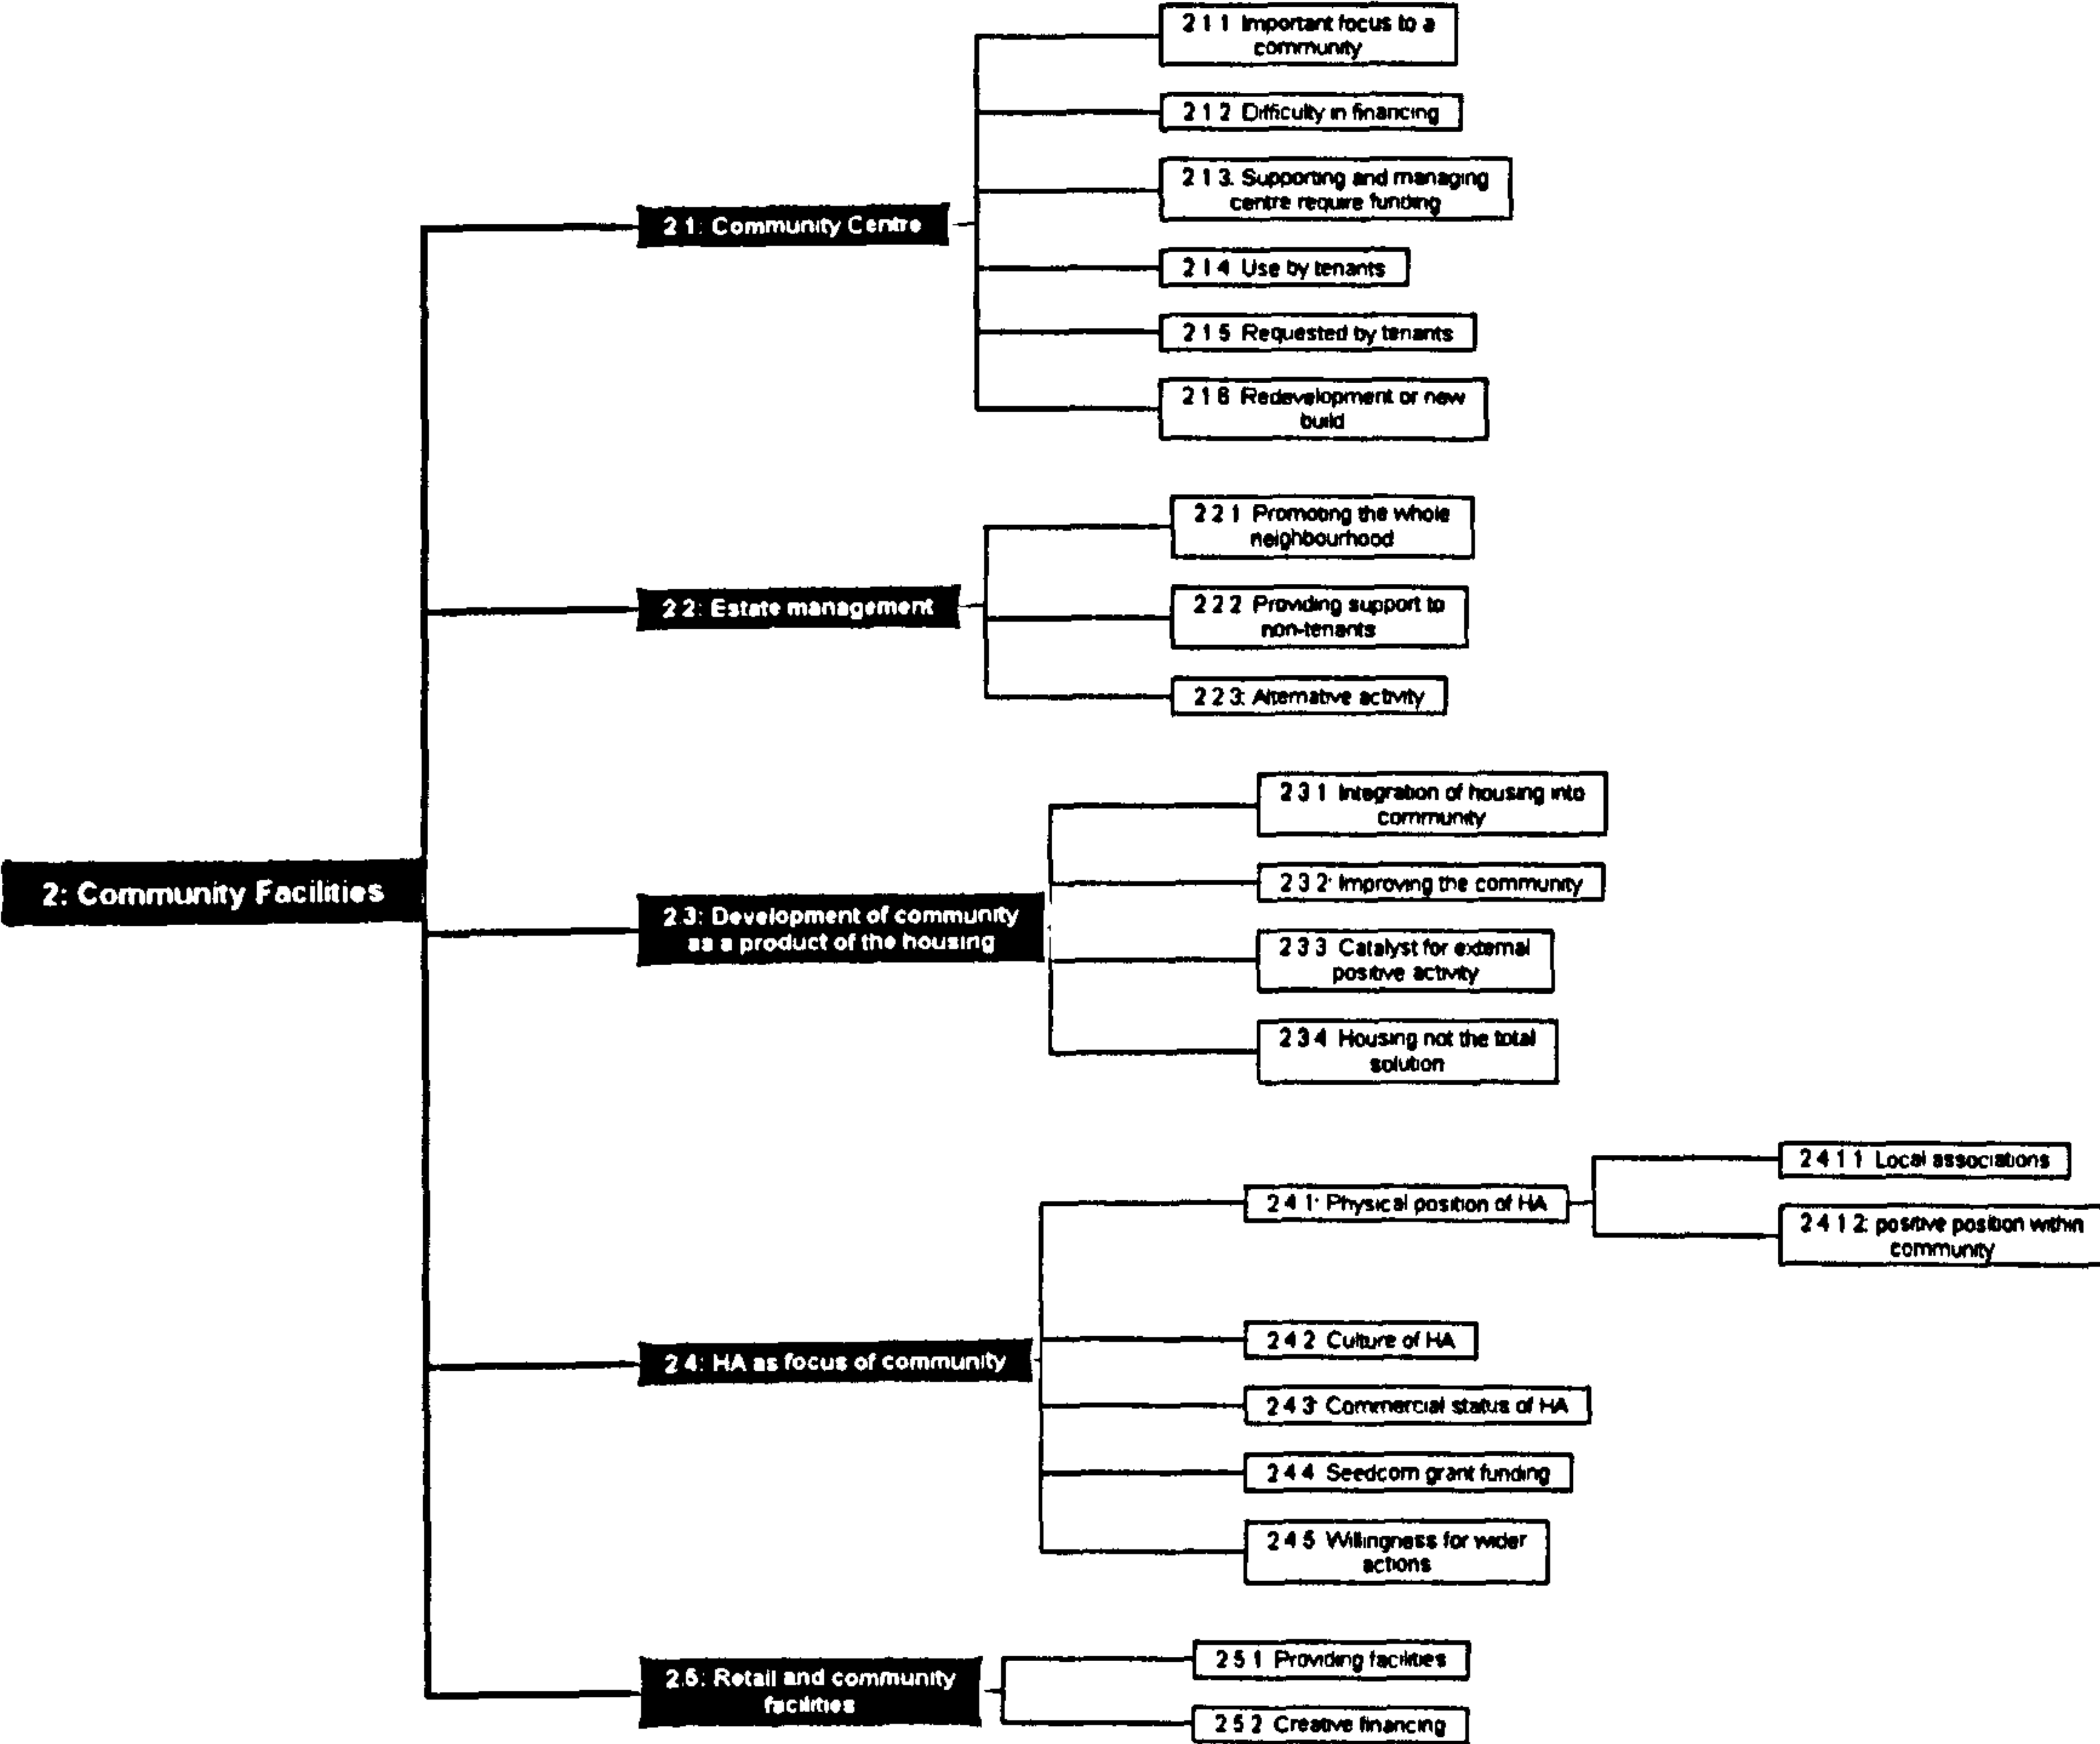 2: Community Facilities
2 1: Community Centre
2 1 1 Important focus to a
community
2 1 2 Difficulty in financing
2 1 3. Supporting and managing
centre require funding
2 1 4 Use by tenants
2 1 5 Requested by tenants
2 1 6 Redevelopment or new
build
2 2: Estate management
2 2 1 Promoting the whole
neighbourhood
2 2 2 Providing support to
non-tenants
2 2 3: Alternative activity
2 3: Development of community
as a product of the housing
2 3 1 Integration of housing into
community
2 3 2: Improving the community
2 3 3 Catalyst for external
positive activity
2 3 4 Housing not the total
solution
2 4: HA as focus of community
2 4 1: Physical position of HA
2 4 1 1 Local associations
2 4 1 2: positive position within
community
2 4 2 Culture of HA
2 4 3: Commercial status of HA
2 4 4 Seedcorn grant funding
2 4 5 Willingness for wider
actions
2.5: Retail and community
facilities
2 5 1 Providing facilities
2 5 2 Creative financing